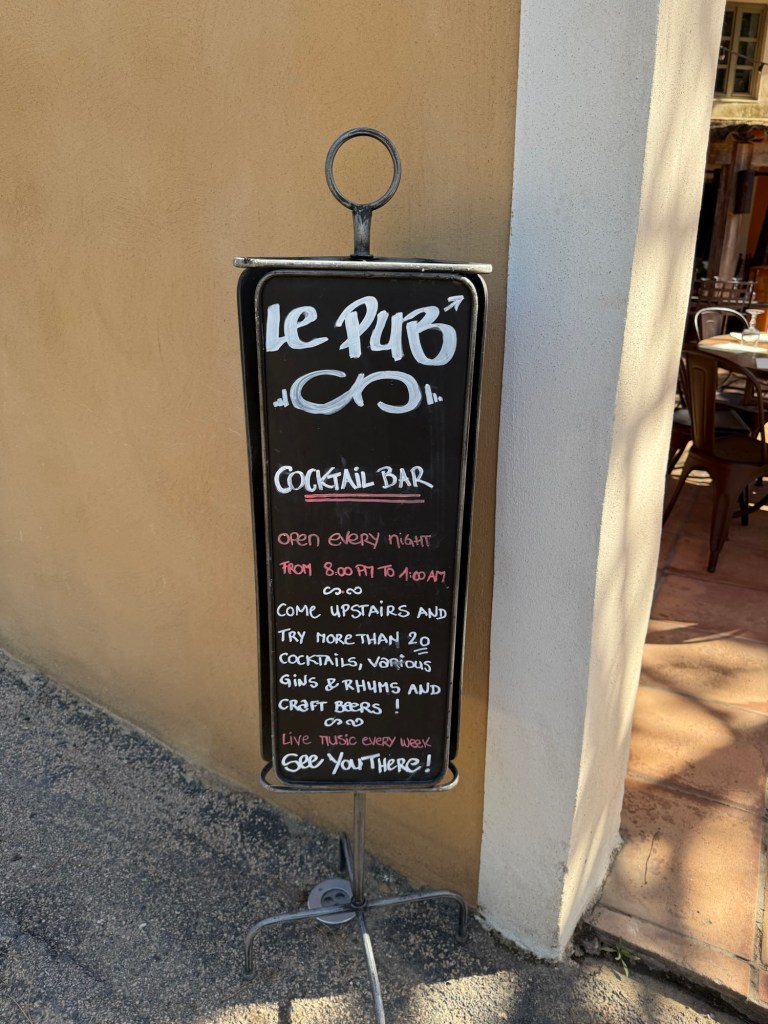 Le PUB
COCKTAIL BAR
OPEN EVERY NIGHT
FROM 8.00 PM TO 1:00 AM
COME UPSTAIRS AND
TRY MORE THAN 20
COCKTAILS, VARIOUS
GINS & RHUMS AND
CRAFT BEERS !
LIVE MUSIC EVERY WEEK
See YOU THERE !